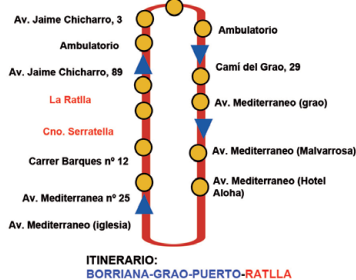 Av. Jaime Chicharro, 3
Ambulatorio
Av. Jaime Chicharro, 89
La Ratlla
Cno. Serratella
Carrer Barques nº 12
Av. Mediterranea nº 25
Av. Mediterraneo (iglesia)
Ambulatorio
Camí del Grao, 29
Av. Mediterraneo (grao)
Av. Mediterraneo (Malvarrosa)
Av. Mediterraneo (Hotel
Aloha)
ITINERARIO:
BORRIANA-GRAO-PUERTO-RATLLA